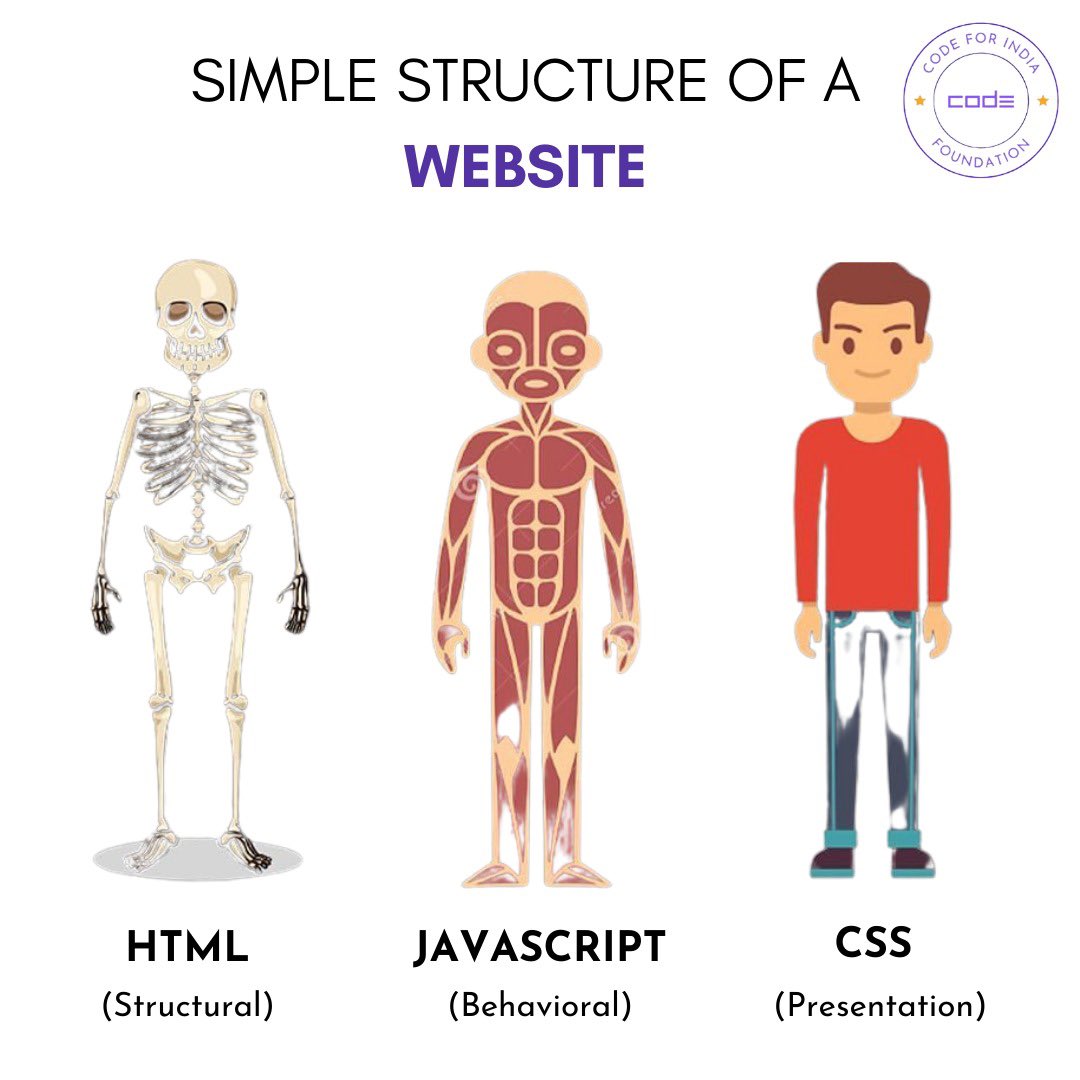 SIMPLE STRUCTURE OF A
WEBSITE
CODE FOR INDIA
CODE
FOUNDATION
HTML
(Structural)
JAVASCRIPT
(Behavioral)
CSS
(Presentation)